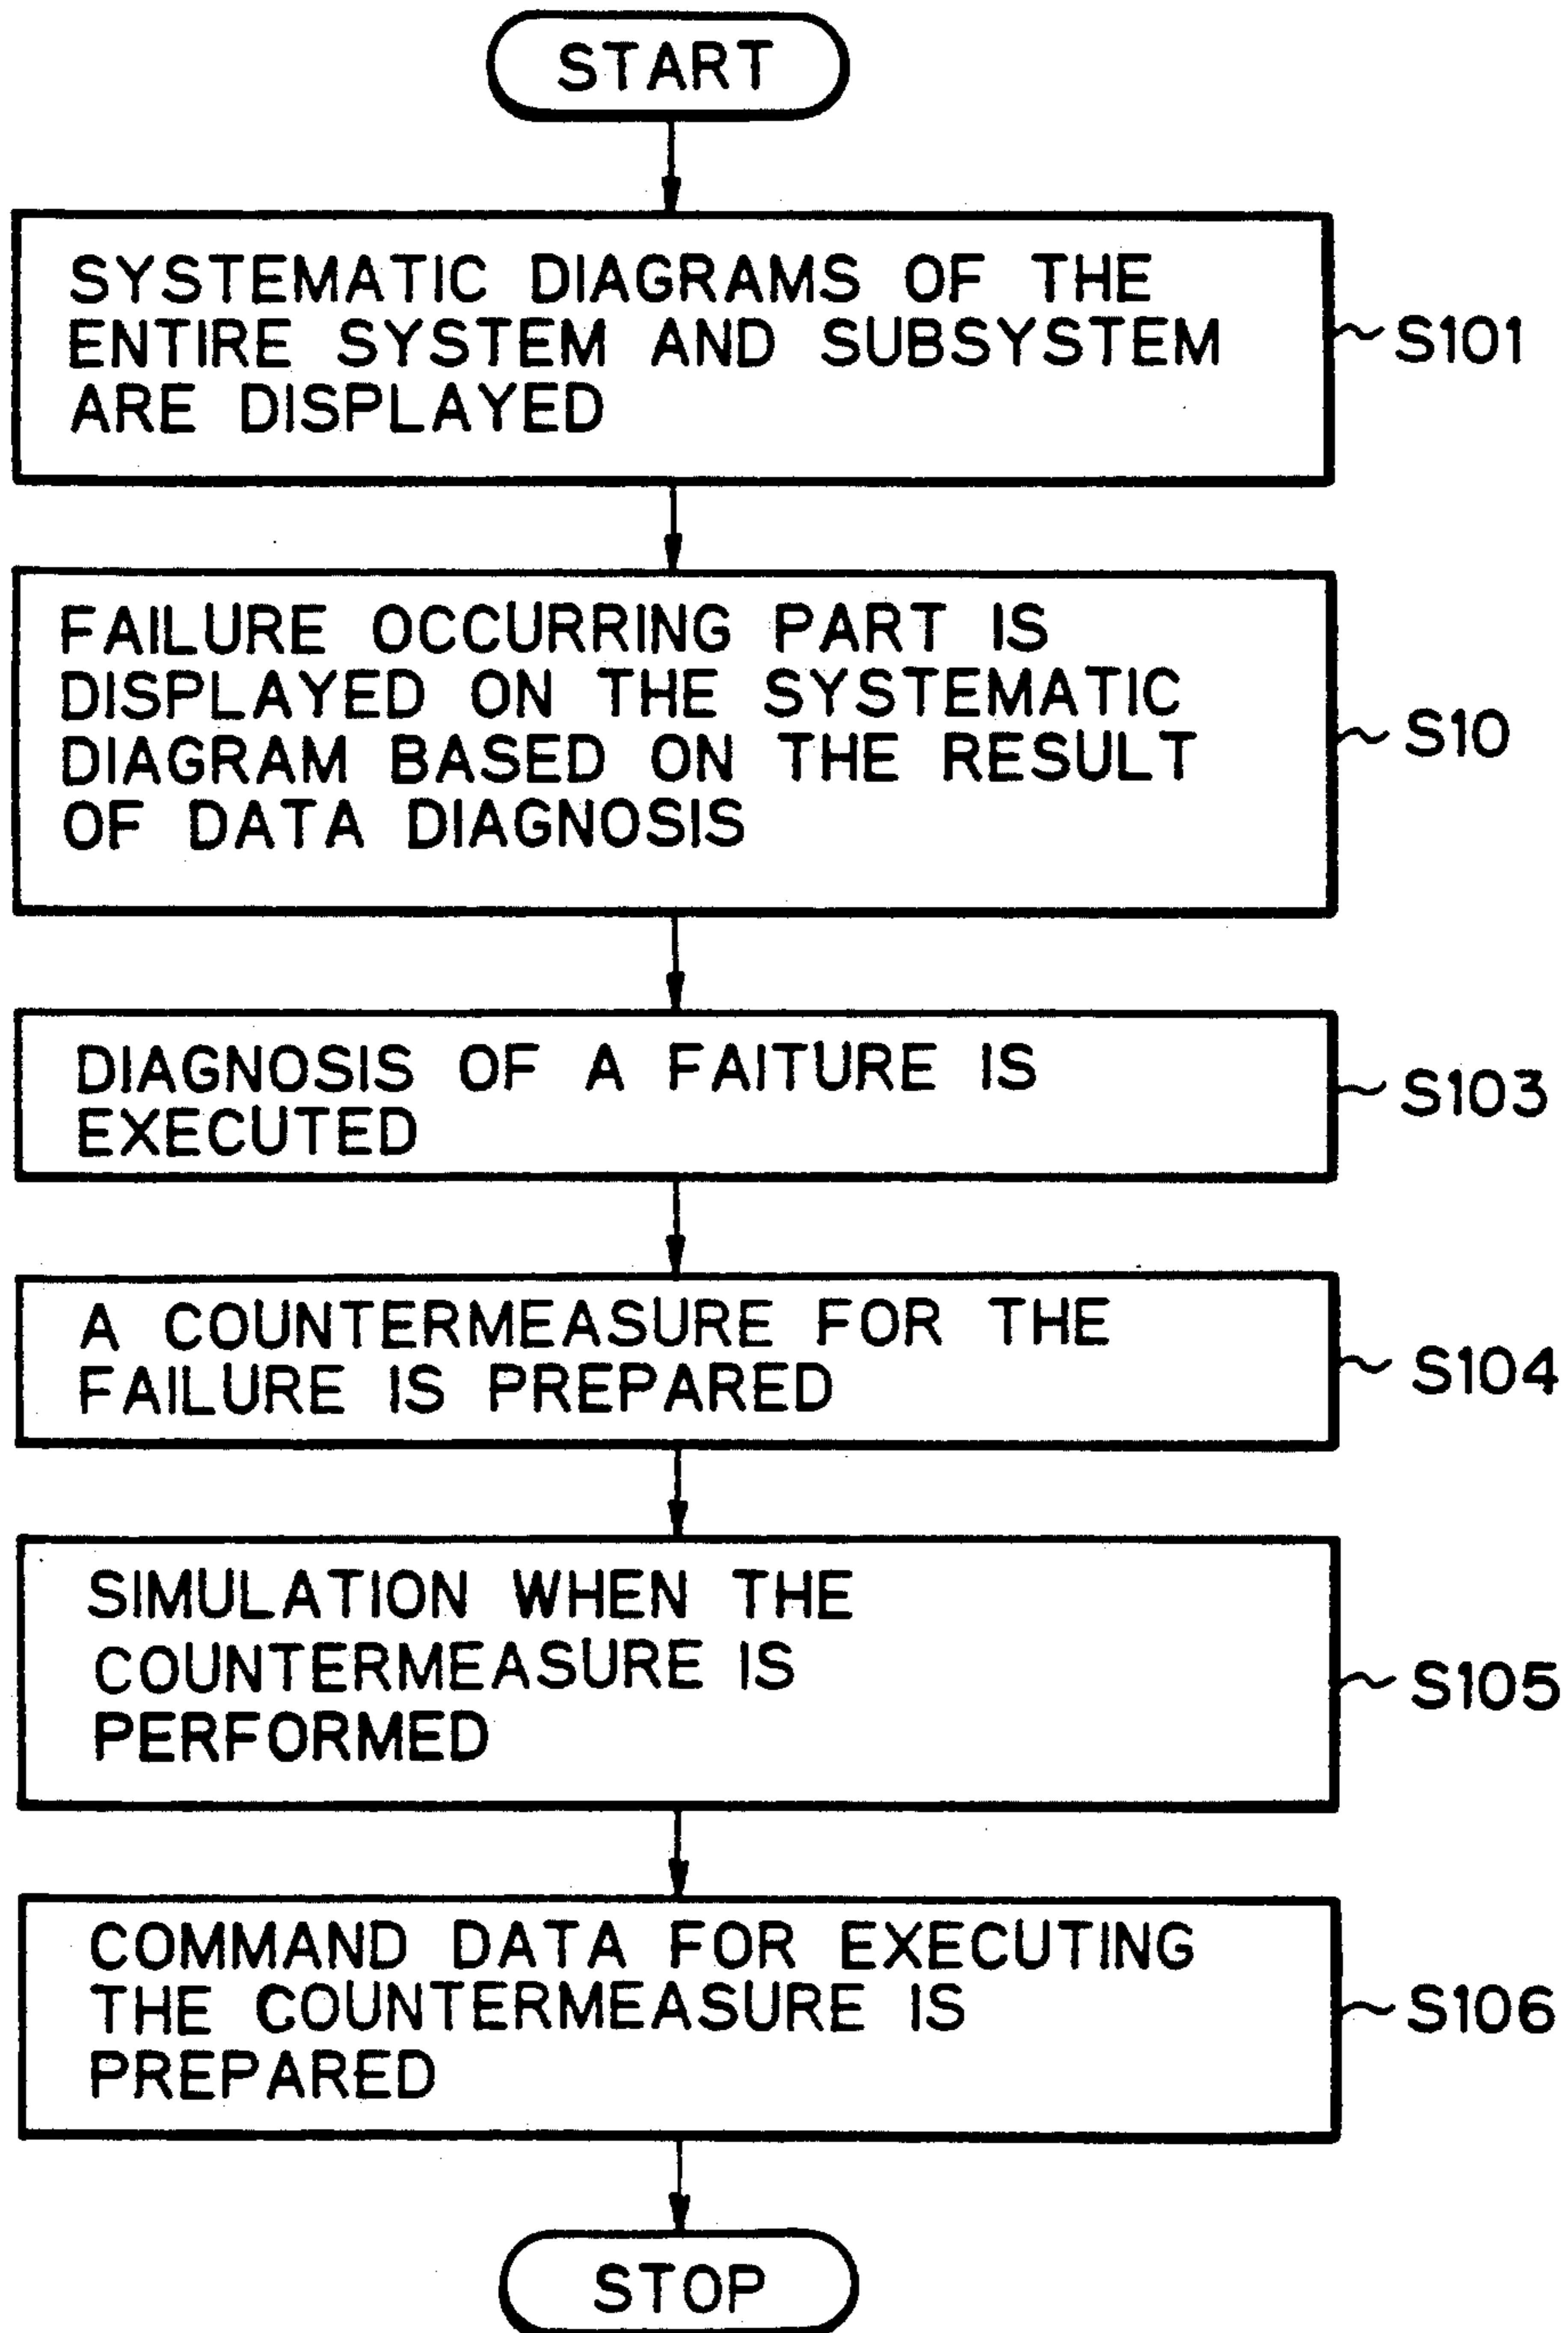 START
SYSTEMATIC DIAGRAMS OF THE
ENTIRE SYSTEM AND SUBSYSTEM
ARE DISPLAYED
S101
FAILURE OCCURRING PART IS
DISPLAYED ON THE SYSTEMATIC
DIAGRAM BASED ON THE RESULT
OF DATA DIAGNOSIS
S10
DIAGNOSIS OF A FAITURE IS
EXECUTED
S103
A COUNTERMEASURE FOR THE
FAILURE IS PREPARED
S104
SIMULATION WHEN THE
COUNTERMEASURE IS
PERFORMED
S105
COMMAND DATA FOR EXECUTING
THE COUNTERMEASURE IS
PREPARED
S106
STOP